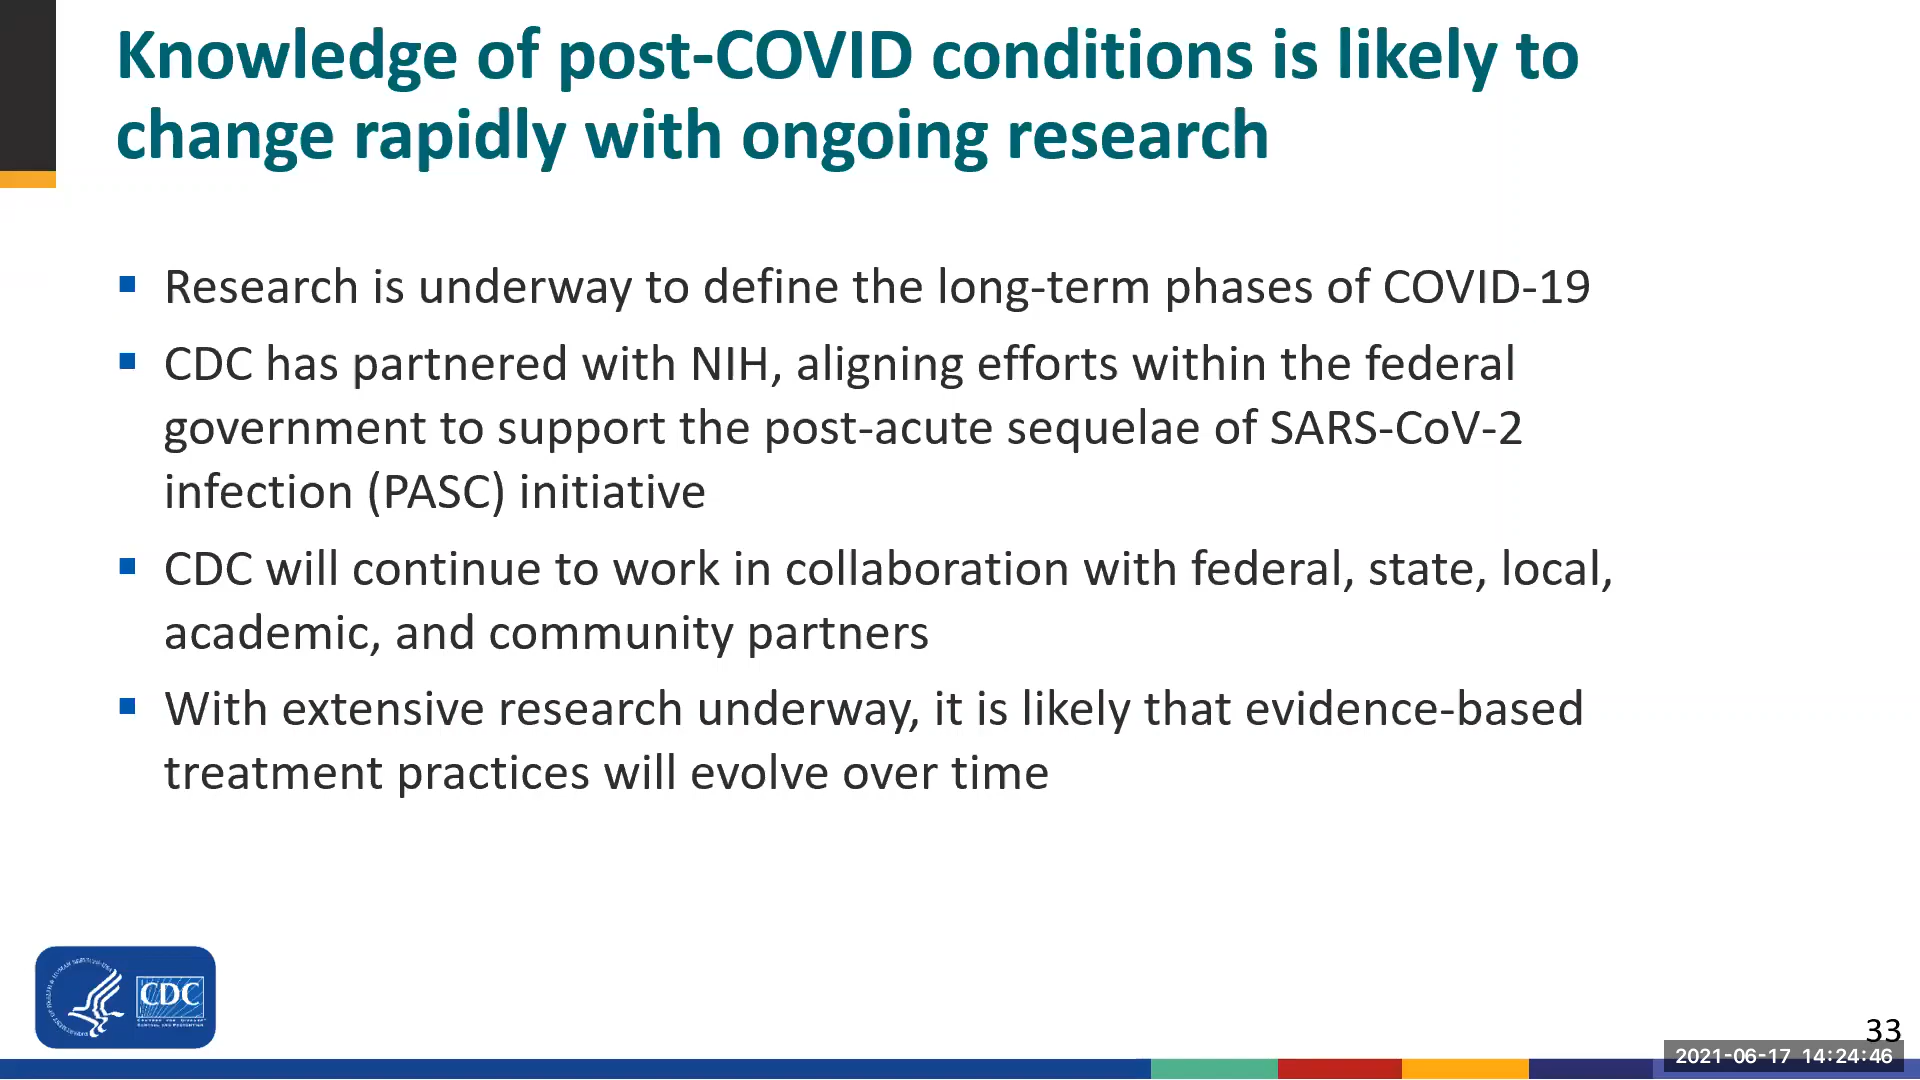 Knowledge of post-COVID conditions is likely to
change rapidly with ongoing research
▪ Research is underway to define the long-term phases of COVID-19
▪ CDC has partnered with NIH, aligning efforts within the federal
government to support the post-acute sequelae of SARS-CoV-2
infection (PASC) initiative
▪ CDC will continue to work in collaboration with federal, state, local,
academic, and community partners
▪ With extensive research underway, it is likely that evidence-based
treatment practices will evolve over time
CDC
33
2021-06-17 14:24:46